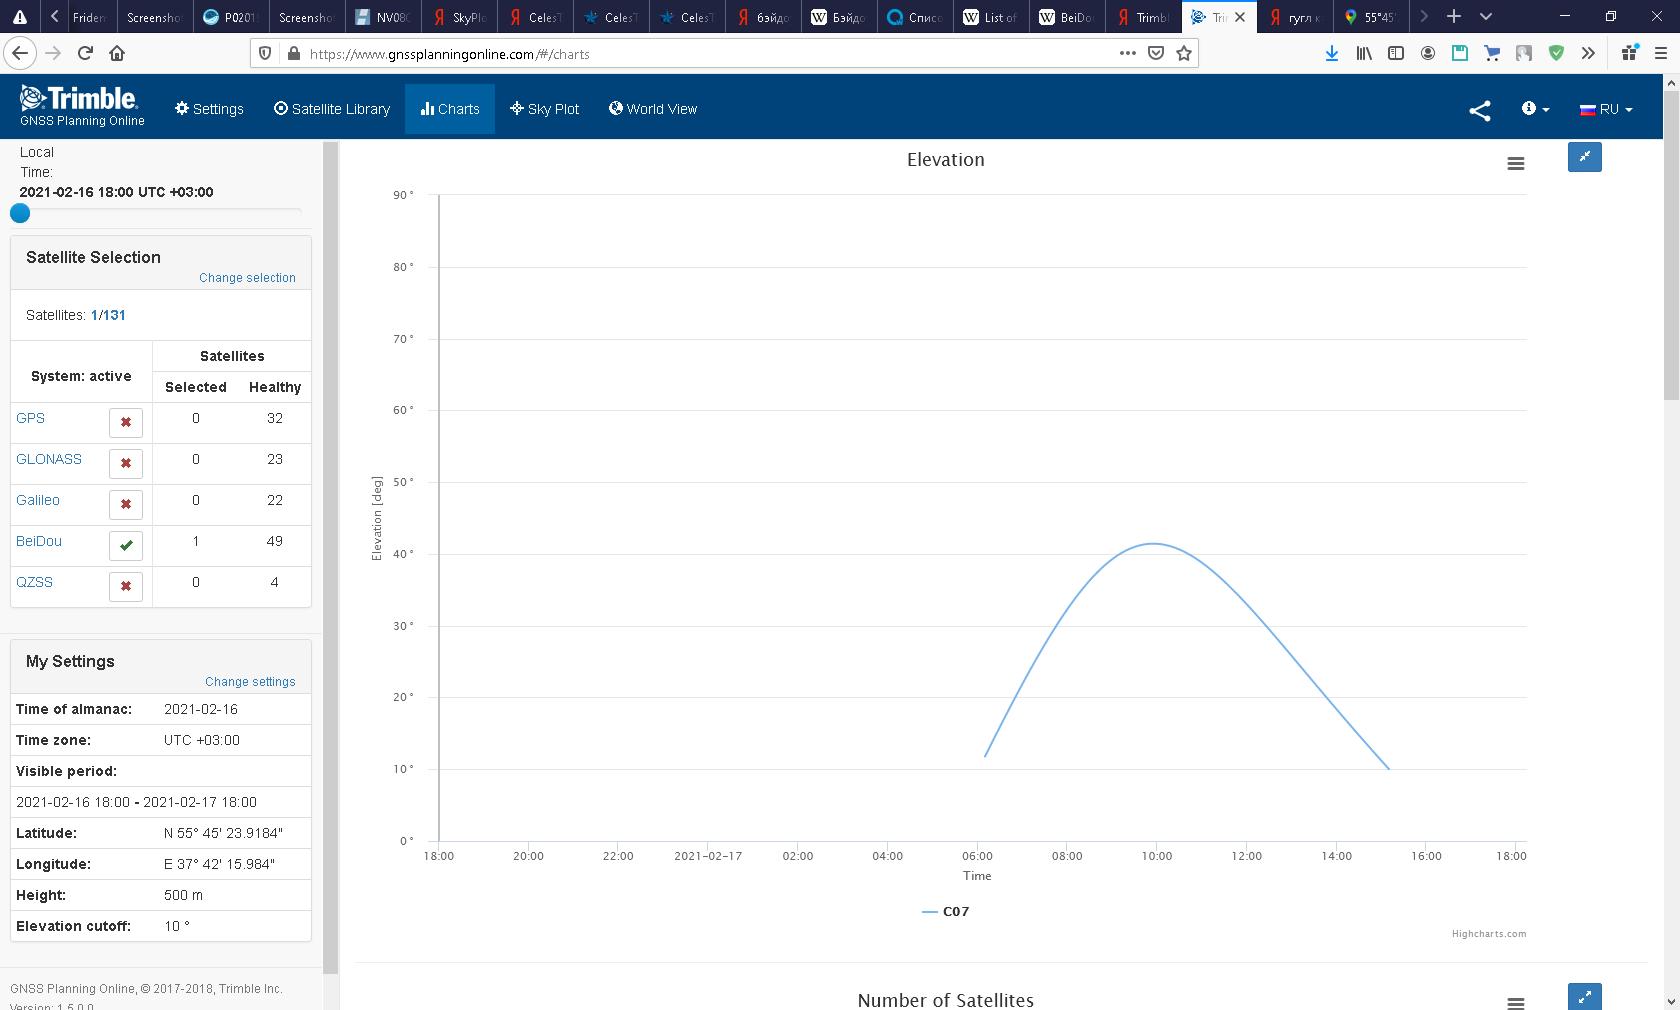 Friden
Screensho
P0201
Screensho
NV08C
SkyPlo
CelesT
CelesT
CelesT
бэйдо
Бэйдо
Списо
List of
BeiDo
Trimbl
Tri
гугл к
55°45'
https://www.gnssplanningonline.com/#/charts
Trimble.
GNSS Planning Online
Settings
Satellite Library
Charts
Sky Plot
World View
RU
Local
Time:
2021-02-16 18:00 UTC +03:00
Satellite Selection
Change selection
Satellites: 1/131
System: active
Satellites
Selected Healthy
GPS 0 32
GLONASS 0 23
Galileo 0 22
BeiDou 1 49
QZSS 0 4
My Settings
Change settings
Time of almanac: 2021-02-16
Time zone: UTC +03:00
Visible period:
2021-02-16 18:00 - 2021-02-17 18:00
Latitude: N 55° 45' 23.9184"
Longitude: E 37° 42' 15.984"
Height: 500 m
Elevation cutoff: 10 °
GNSS Planning Online, © 2017-2018, Trimble Inc.
Version: 1.5.0.0
Elevation
90°
80°
70°
60°
50°
40°
30°
20°
10°
0°
Elevation [deg]
18:00 20:00 22:00 2021-02-17 02:00 04:00 06:00 08:00 10:00 12:00 14:00 16:00 18:00
Time
C07
Highcharts.com
Number of Satellites